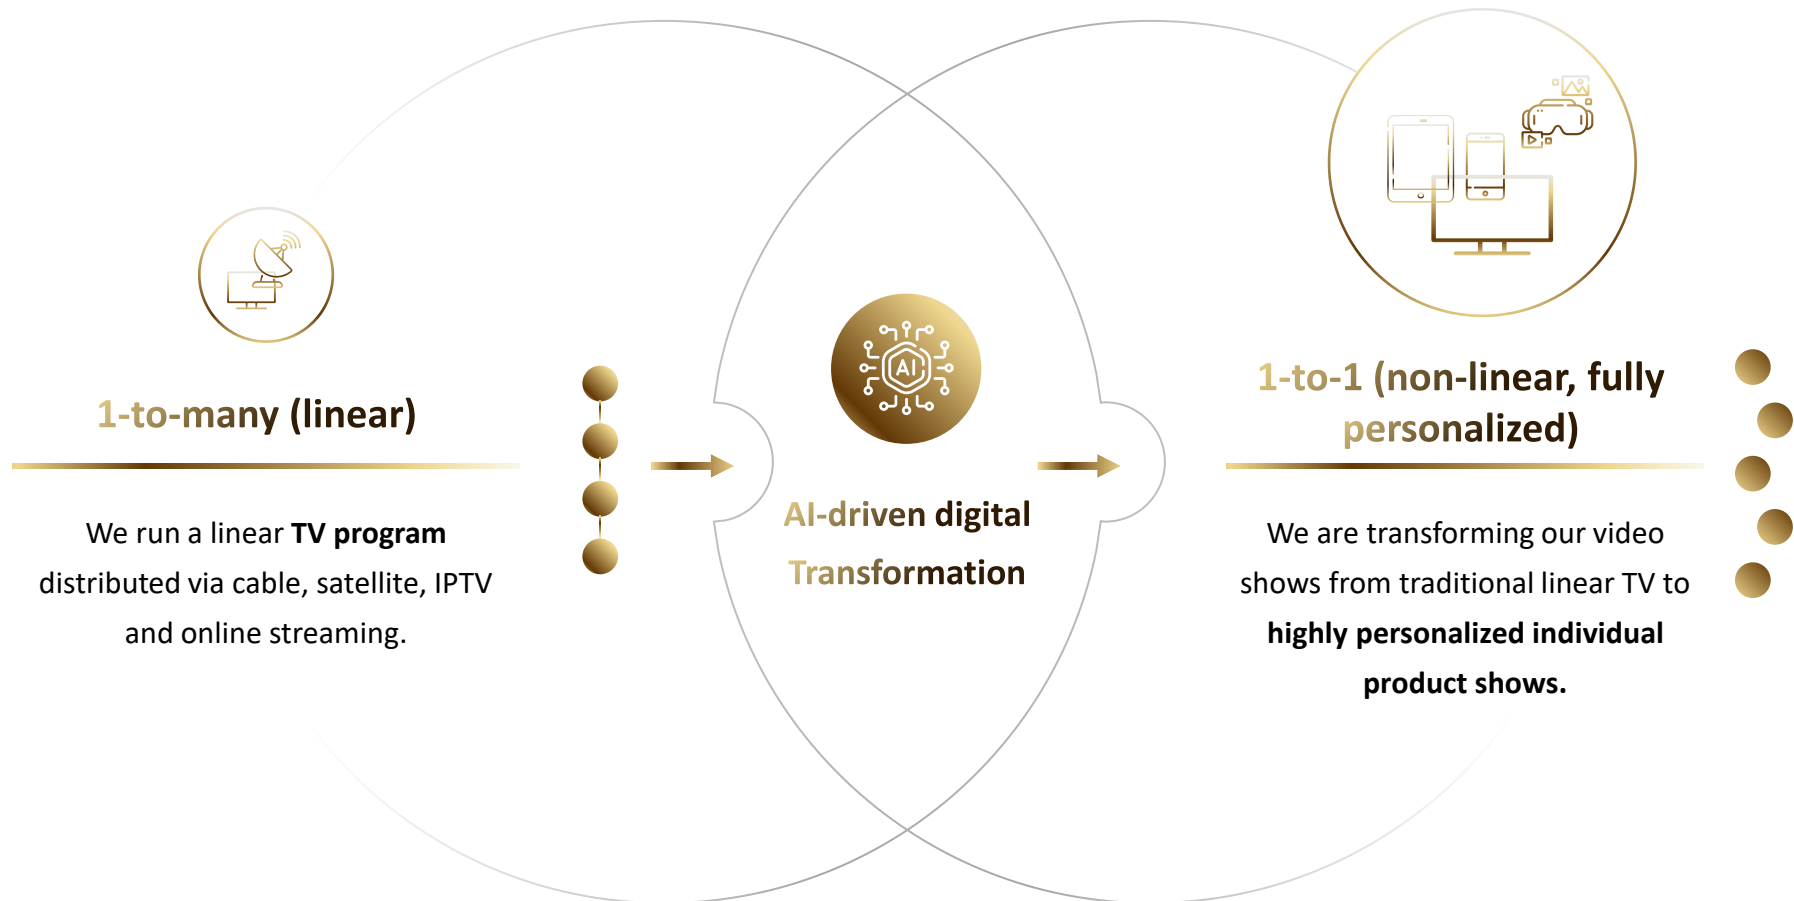 1-to-many (linear)
We run a linear TV program
distributed via cable, satellite, IPTV
and online streaming.
AI
AI-driven digital
Transformation
1-to-1 (non-linear, fully
personalized)
We are transforming our video
shows from traditional linear TV to
highly personalized individual
product shows.